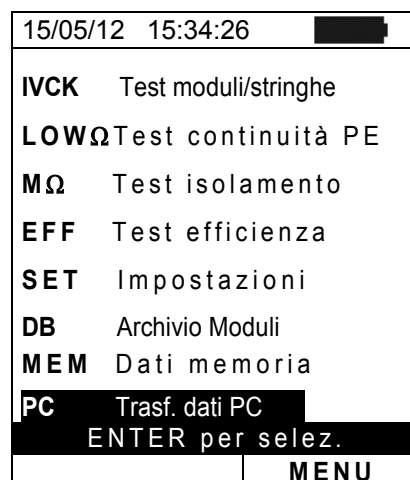 15/05/12 15:34:26
IVCK Test moduli/stringhe
LOWΩ Test continuità PE
MΩ Test isolamento
EFF Test efficienza
SET Impostazioni
DB Archivio Moduli
MEM Dati memoria
PC Trasf. dati PC
ENTER per selez.
MENU